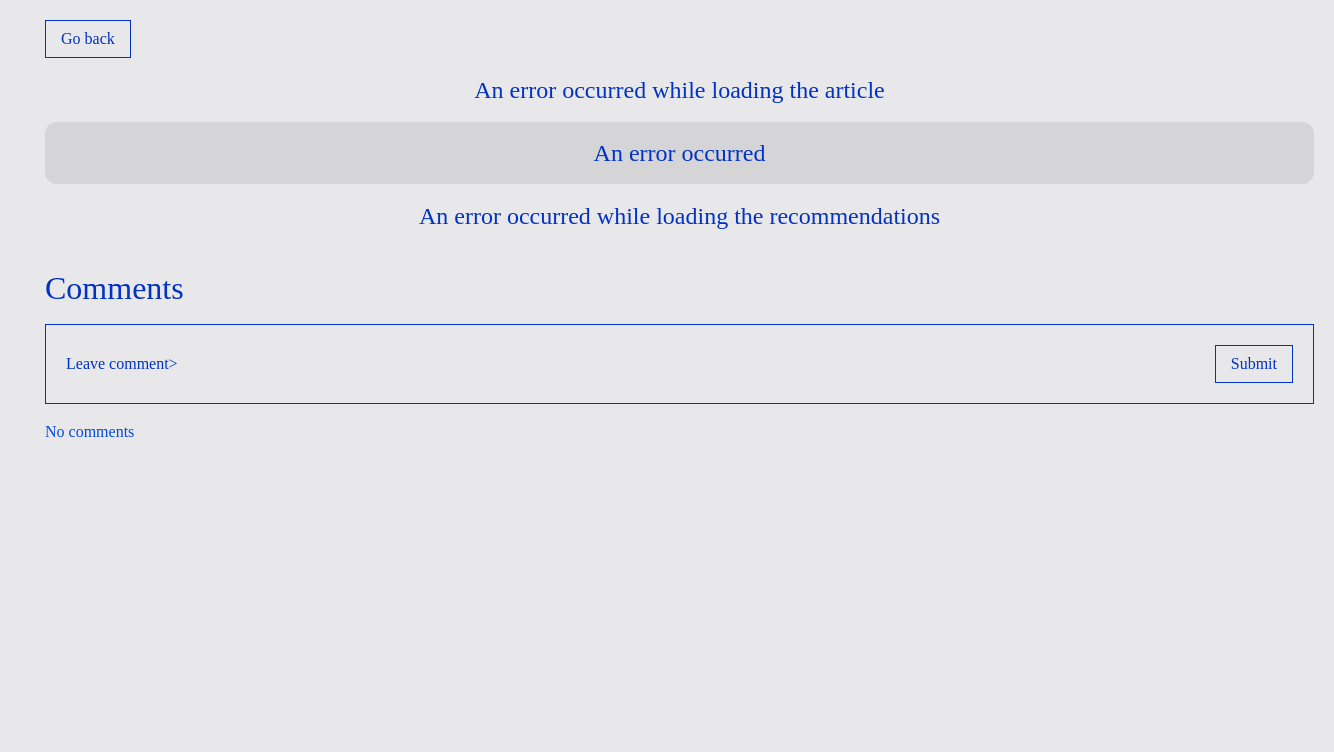 Go back
An error occurred while loading the article
An error occurred
An error occurred while loading the recommendations
Comments
Leave comment>
Submit
No comments